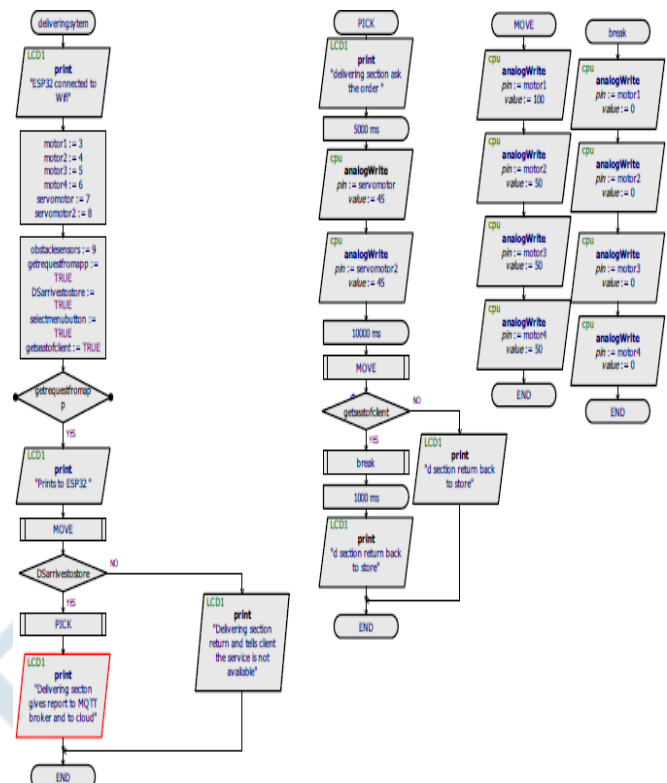 deliveringsytem
LCD1
print
"ESP32 connected to
Wifi"
motor1 := 3
motor2 := 4
motor3 := 5
motor4 := 6
servomotor := 7
servomotor2 := 8
obstaclesensors := 9
getrequestfromapp :=
TRUE
DSarrivestostore :=
TRUE
selectmenubutton :=
TRUE
getseatofclient := TRUE
getrequestfromap
p
YES
LCD1
print
"Prints to ESP32 "
MOVE
DSarrivestostore
NO
YES
PICK
LCD1
print
"Delivering secton
gives report to MQTT
broker and to cloud"
LCD1
print
"Delivering section
return and tells client
the service is not
available"
END
PICK
LCD1
print
"delivering section ask
the order "
5000 ms
cpu
analogWrite
pin := servomotor
value := 45
cpu
analogWrite
pin := servomotor2
value := 45
10000 ms
MOVE
getseatofclient
NO
YES
break
1000 ms
LCD1
print
"d section return back
to store"
LCD1
print
"d section return back
to store"
END
MOVE
cpu
analogWrite
pin := motor1
value := 100
cpu
analogWrite
pin := motor2
value := 50
cpu
analogWrite
pin := motor3
value := 50
cpu
analogWrite
pin := motor4
value := 50
END
break
cpu
analogWrite
pin := motor1
value := 0
cpu
analogWrite
pin := motor2
value := 0
cpu
analogWrite
pin := motor3
value := 0
cpu
analogWrite
pin := motor4
value := 0
END